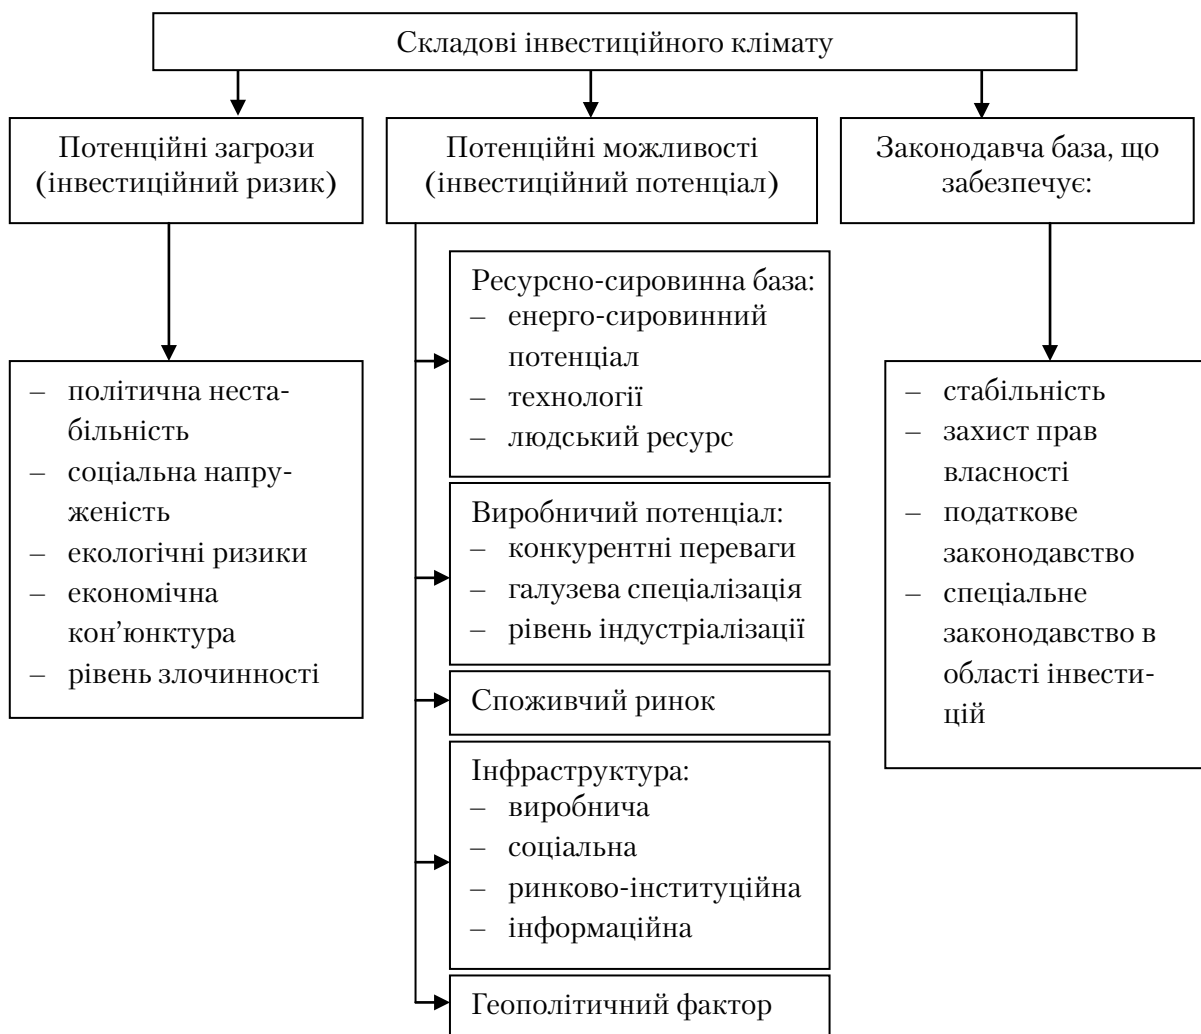 Складові інвестиційного клімату
Потенційні загрози
(інвестиційний ризик)
Потенційні можливості
(інвестиційний потенціал)
Законодавча база, що
забезпечує:
– політична неста-
більність
– соціальна напру-
женість
– екологічні ризики
– економічна
кон’юнктура
– рівень злочинності
Ресурсно-сировинна база:
– енерго-сировинний
потенціал
– технології
– людський ресурс
Виробничий потенціал:
– конкурентні переваги
– галузева спеціалізація
– рівень індустріалізації
Споживчий ринок
Інфраструктура:
– виробнича
– соціальна
– ринково-інституційна
– інформаційна
Геополітичний фактор
– стабільність
– захист прав
власності
– податкове
законодавство
– спеціальне
законодавство в
області інвести-
цій